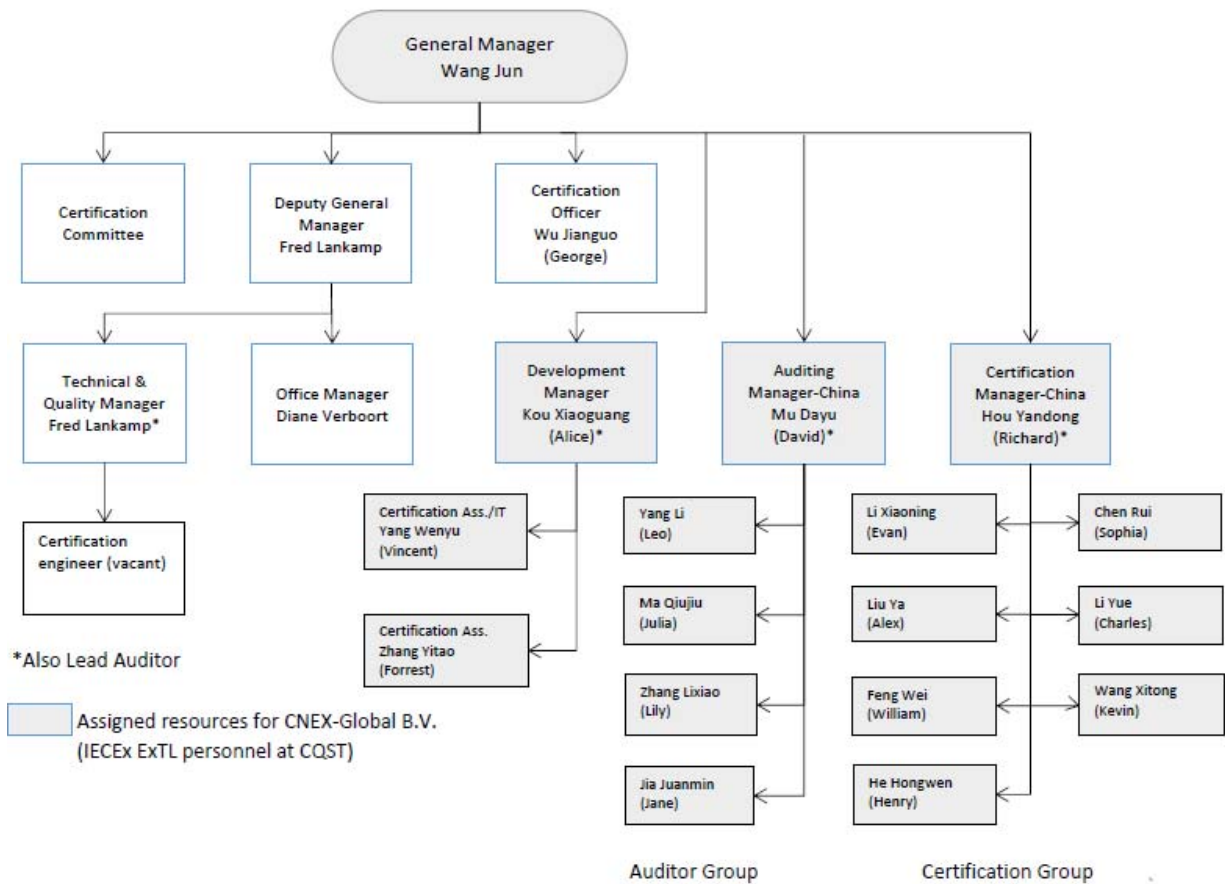 General Manager
Wang Jun
Certification
Committee
Deputy General
Manager
Fred Lankamp
Certification
Officer
Wu Jianguo
(George)
Technical &
Quality Manager
Fred Lankamp*
Office Manager
Diane Verboort
Development
Manager
Kou Xiaoguang
(Alice)*
Auditing
Manager-China
Mu Dayu
(David)*
Certification
Manager-China
Hou Yandong
(Richard)*
Certification
engineer (vacant)
Certification Ass./IT
Yang Wenyu
(Vincent)
Certification Ass.
Zhang Yitao
(Forrest)
Yang Li
(Leo)
Ma Qiujiu
(Julia)
Zhang Lixiao
(Lily)
Jia Juanmin
(Jane)
Li Xiaoning
(Evan)
Chen Rui
(Sophia)
Liu Ya
(Alex)
Li Yue
(Charles)
Feng Wei
(William)
Wang Xitong
(Kevin)
He Hongwen
(Henry)
*Also Lead Auditor
Assigned resources for CNEX-Global B.V.
(IECEx ExTL personnel at CQST)
Auditor Group
Certification Group